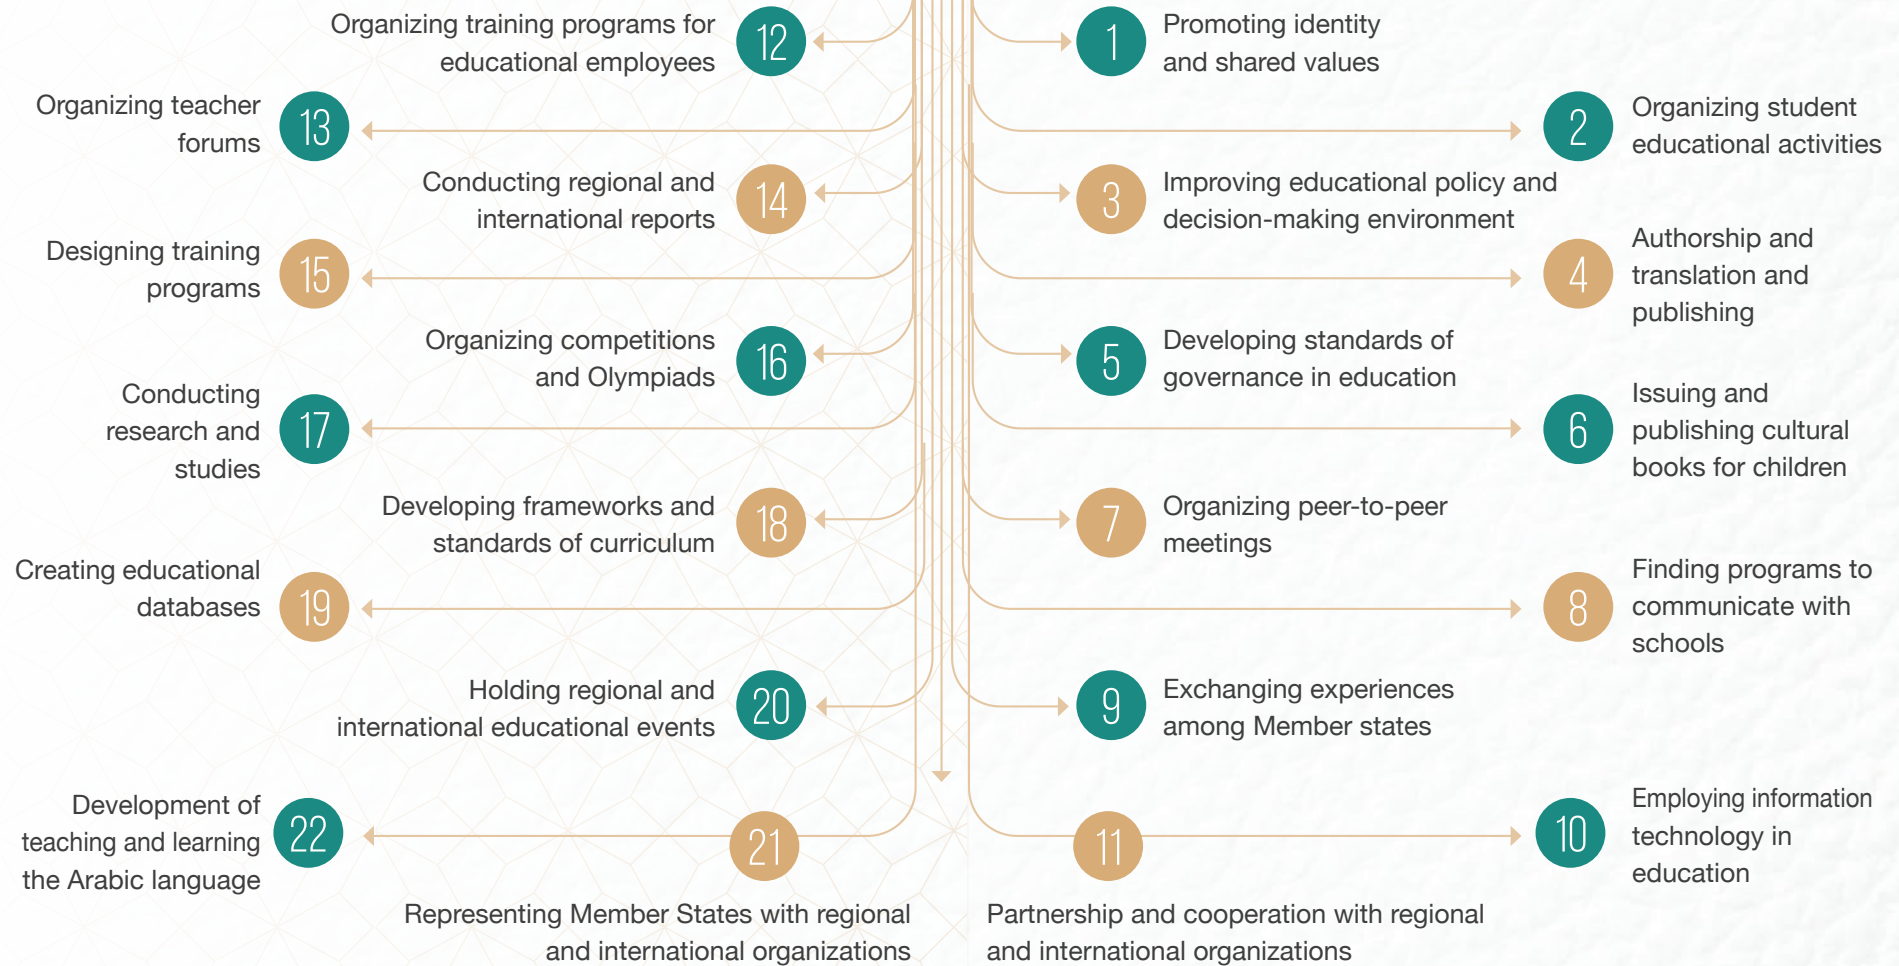 1
Promoting identity
and shared values
2
Organizing student
educational activities
3
Improving educational policy and
decision-making environment
4
Authorship and
translation and
publishing
5
Developing standards of
governance in education
6
Issuing and
publishing cultural
books for children
7
Organizing peer-to-peer
meetings
8
Finding programs to
communicate with
schools
9
Exchanging experiences
among Member states
10
Employing information
technology in
education
11
Partnership and cooperation with regional
and international organizations
12
Organizing training programs for
educational employees
13
Organizing teacher
forums
14
Conducting regional and
international reports
15
Designing training
programs
16
Organizing competitions
and Olympiads
17
Conducting
research and
studies
18
Developing frameworks and
standards of curriculum
19
Creating educational
databases
20
Holding regional and
international educational events
21
Representing Member States with regional
and international organizations
22
Development of
teaching and learning
the Arabic language